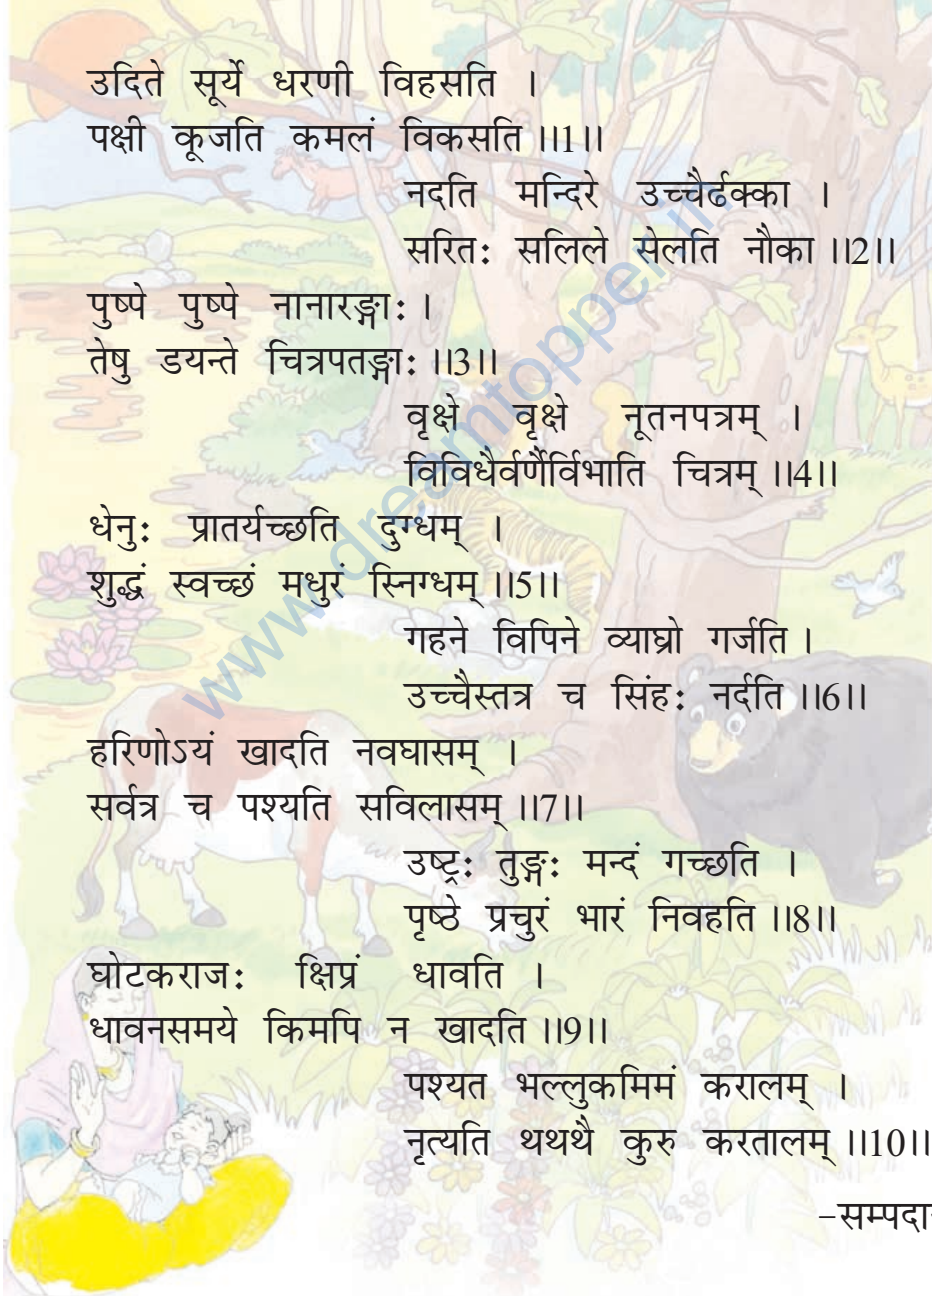 उदिते सूर्ये धरणी विहसति ।
पक्षी कूजति कमलं विकसति ॥1॥
नदति मन्दिरे उच्चैर्ढक्का ।
सरितः सलिले सेलति नौका ॥2॥
पुष्पे पुष्पे नानारङ्गाः ।
तेषु डयन्ते चित्रपतङ्गाः ॥3॥
वृक्षे वृक्षे नूतनपत्रम् ।
विविधैर्वर्णैर्विभाति चित्रम् ॥4॥
धेनुः प्रातर्यच्छति दुग्धम् ।
शुद्धं स्वच्छं मधुरं स्निग्धम् ॥5॥
गहने विपिने व्याघ्रो गर्जति ।
उच्चैस्तत्र च सिंहः नर्दति ॥6॥
हरिणोऽयं खादति नवघासम् ।
सर्वत्र च पश्यति सविलासम् ॥7॥
उष्ट्रः तुङ्गः मन्दं गच्छति ।
पृष्ठे प्रचुरं भारं निवहति ॥8॥
घोटकराजः क्षिप्रं धावति ।
धावनसमये किमपि न खादति ॥9॥
पश्यत भल्लुकमिमं करालम् ।
नृत्यति थथथै कुरु करतालम् ॥10॥
www.dreamtopper.in